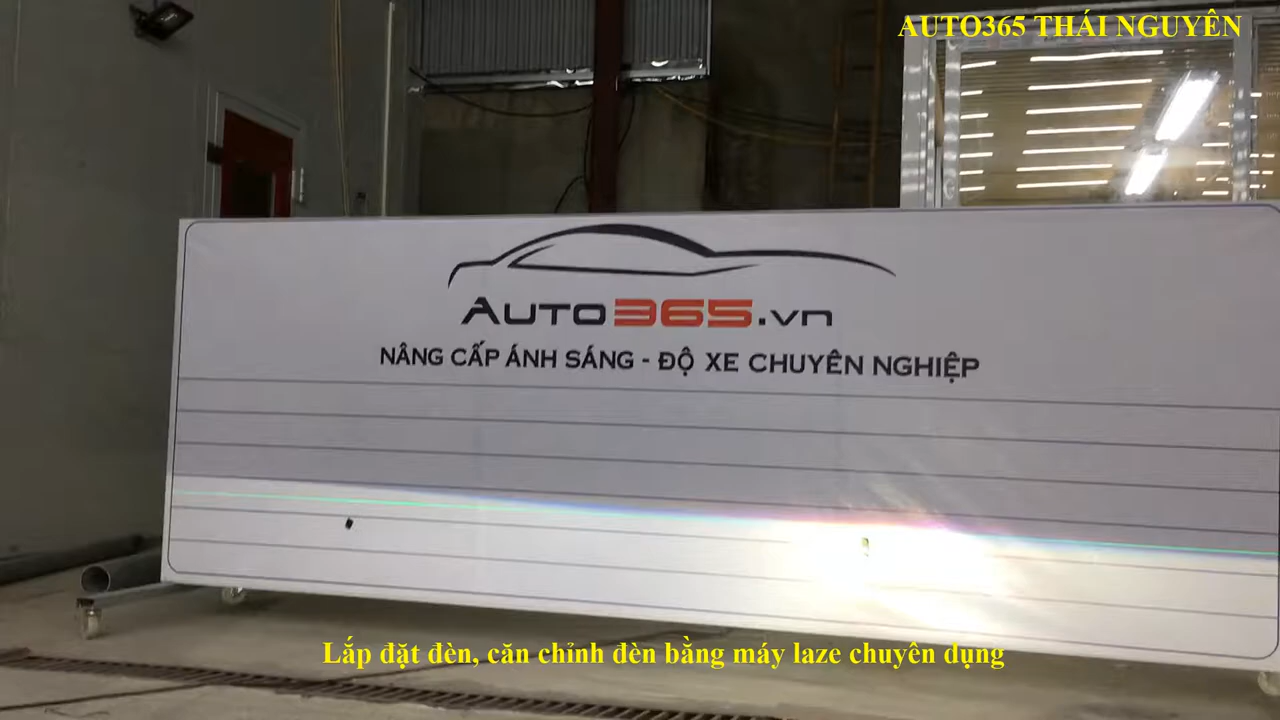 AUTO365 THÁI NGUYÊN
AUTO365.vn
NÂNG CẤP ÁNH SÁNG - ĐỘ XE CHUYÊN NGHIỆP
Lắp đặt đèn, căn chỉnh đèn bằng máy laze chuyên dụng